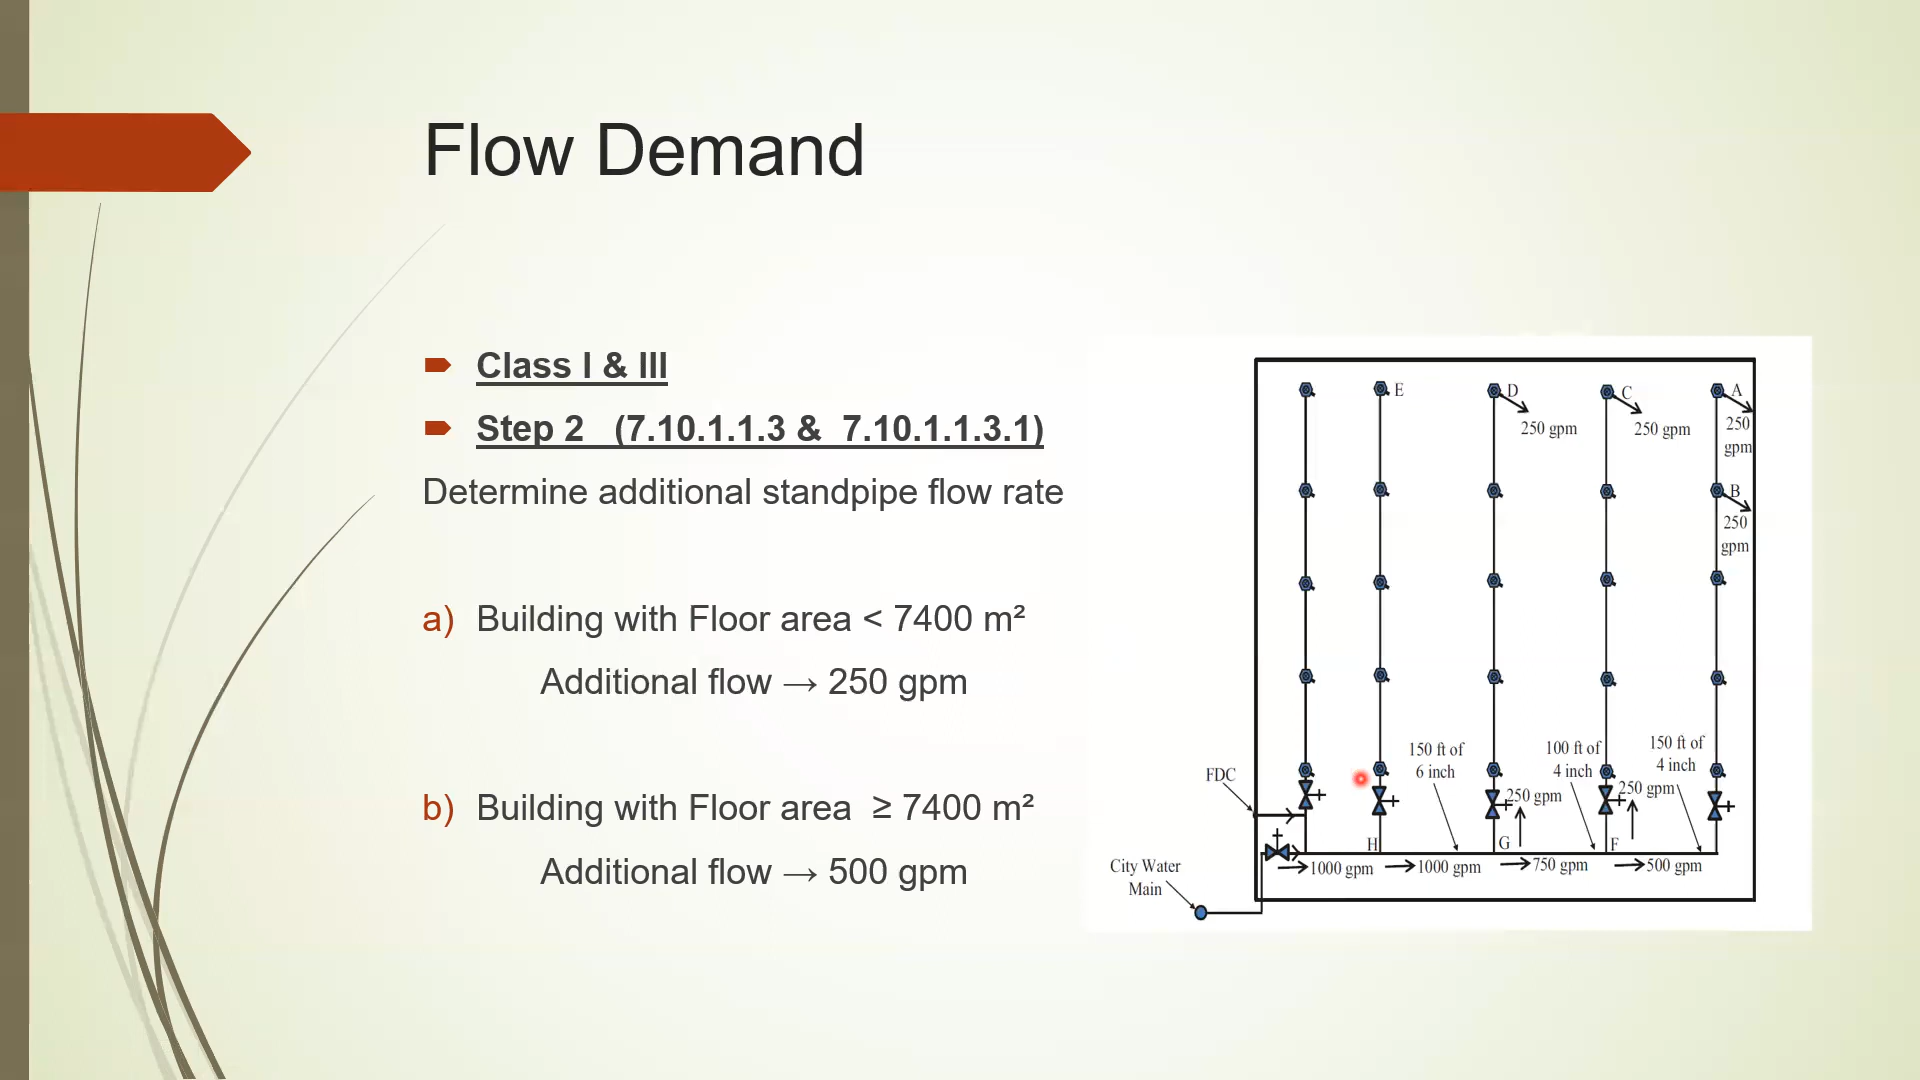 Flow Demand
Class I & III
Step 2 (7.10.1.1.3 & 7.10.1.1.3.1)
Determine additional standpipe flow rate
a) Building with Floor area < 7400 m²
Additional flow → 250 gpm
b) Building with Floor area ≥ 7400 m²
Additional flow → 500 gpm
E
D
C
A
250 gpm
250 gpm
250
gpm
B
250
gpm
150 ft of
6 inch
100 ft of
4 inch
150 ft of
4 inch
FDC
250 gpm
250 gpm
H
G
F
City Water
Main
1000 gpm
1000 gpm
750 gpm
500 gpm